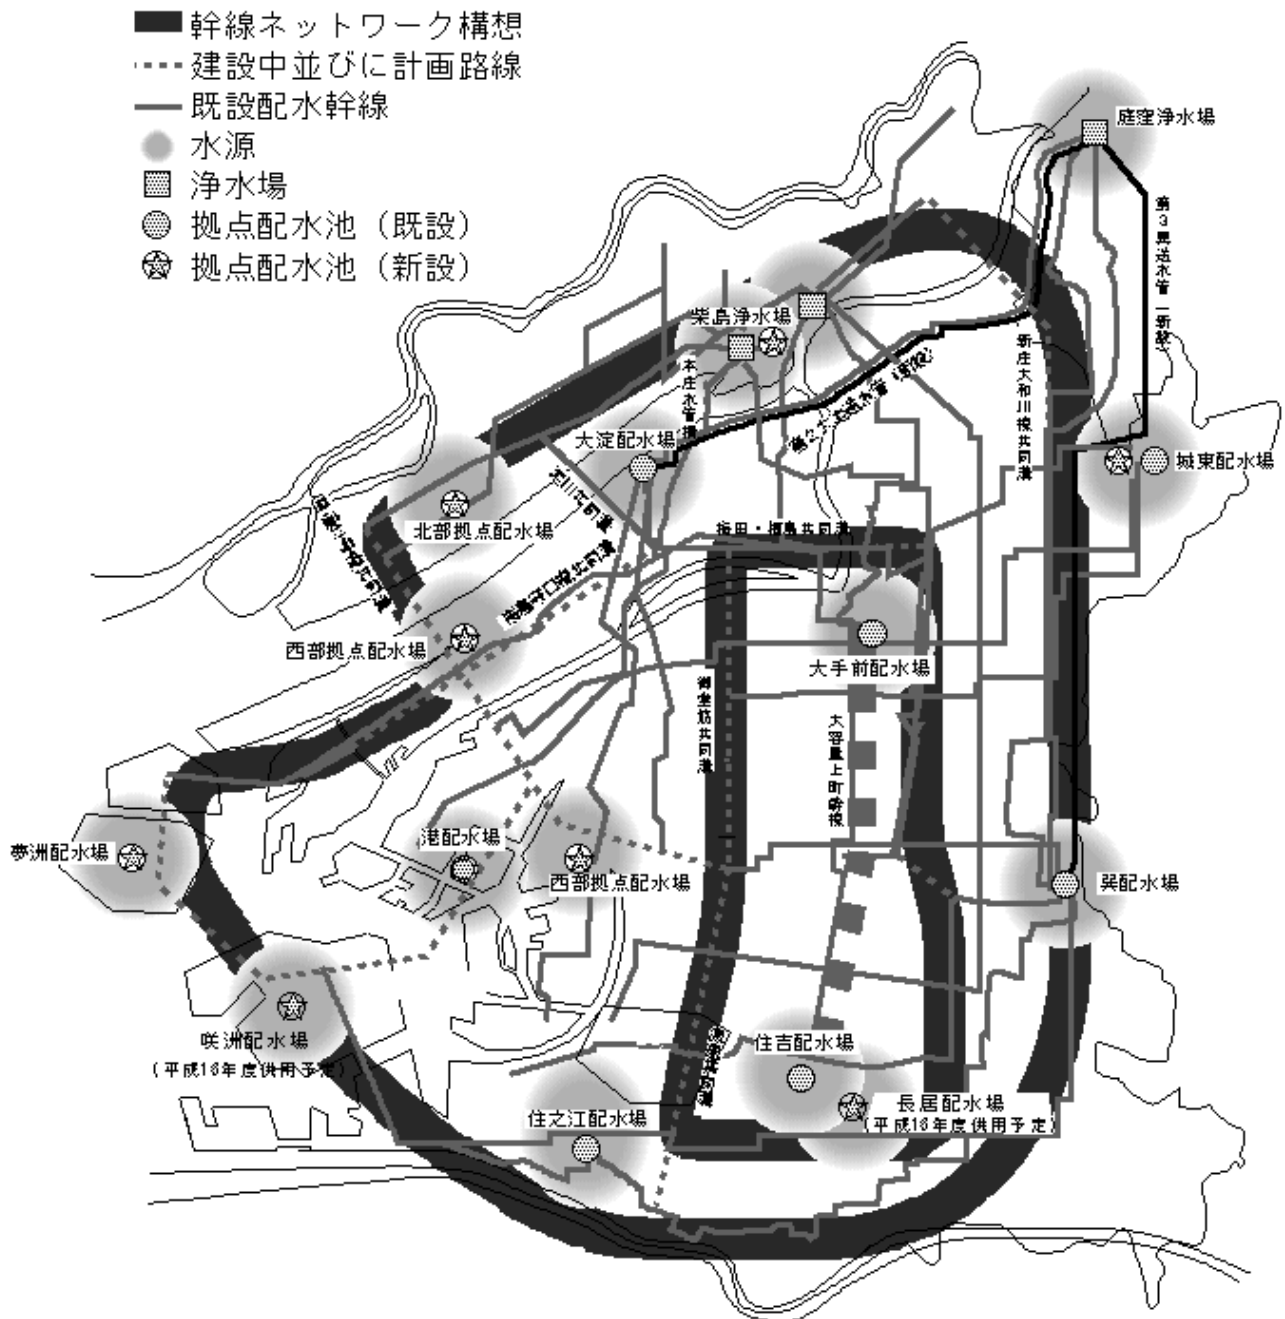 幹線ネットワーク構想
建設中並びに計画路線
既設配水幹線
水源
浄水場
拠点配水池（既設）
拠点配水池（新設）
庭窪浄水場
第3
送水管
柴島浄水場
本庄水管橋
新庄大和川線共同溝
大淀配水場
城東配水場
北部拠点配水場
梅田・福島共同溝
西部拠点配水場
大手前配水場
御堂筋共同溝
大容量上町幹線
夢洲配水場
港配水場
西部拠点配水場
巽配水場
咲洲配水場
(平成16年度供用予定)
住吉配水場
住之江配水場
長居配水場
(平成16年度供用予定)